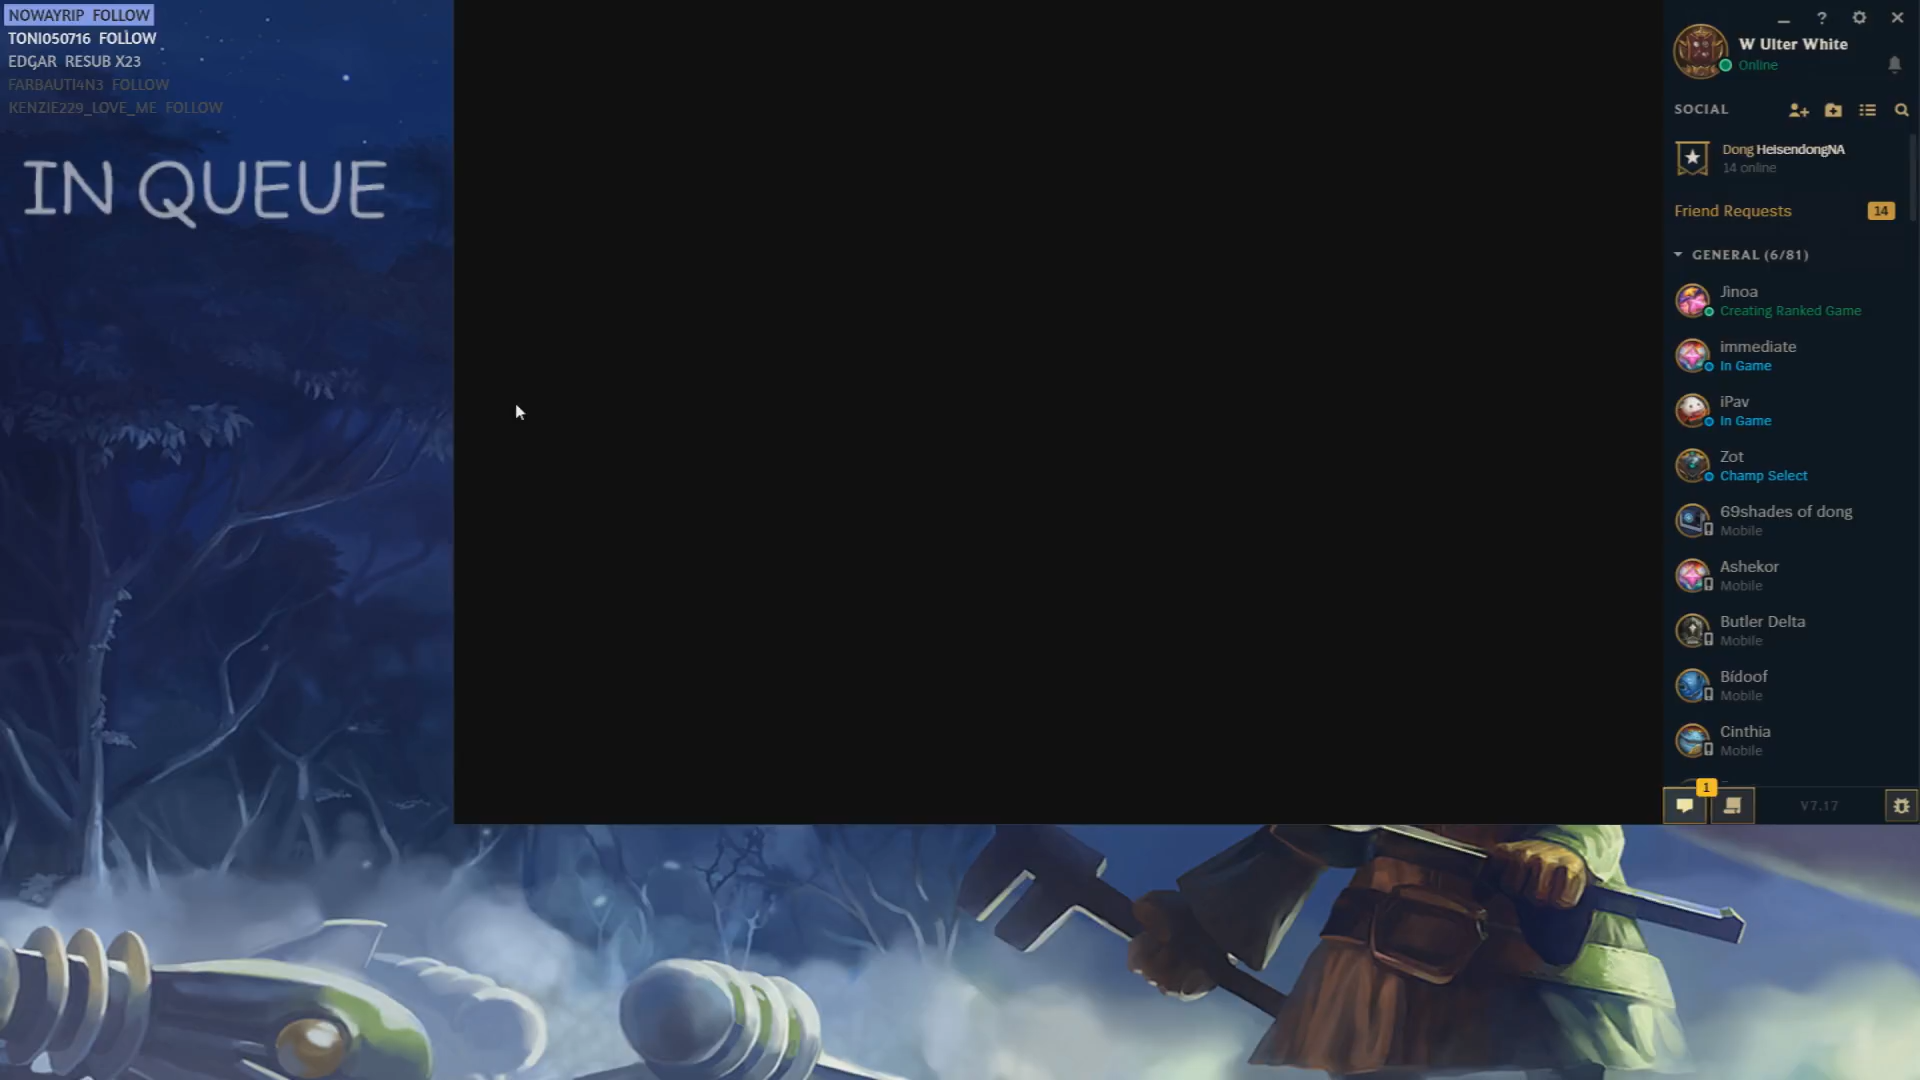 NOWAYRIP FOLLOW
TONI050716 FOLLOW
EDGAR RESUB X23
FARBAUTI4N3 FOLLOW
KENZIE229_LOVE_ME FOLLOW
IN QUEUE
W Ulter White
Online
SOCIAL
Dong HeisendongNA
14 online
Friend Requests 14
GENERAL (6/81)
Jinoa
Creating Ranked Game
immediate
In Game
iPav
In Game
Zot
Champ Select
69shades of dong
Mobile
Ashekor
Mobile
Butler Delta
Mobile
Bídoof
Mobile
Cinthia
Mobile
1
V7.17